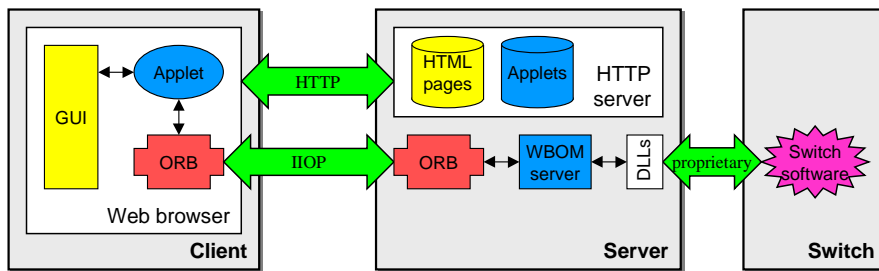 GUI
Applet
ORB
Web browser
Client
HTTP
IIOP
HTML
pages
Applets
HTTP
server
ORB
WBOM
server
DLLs
Server
proprietary
Switch
software
Switch